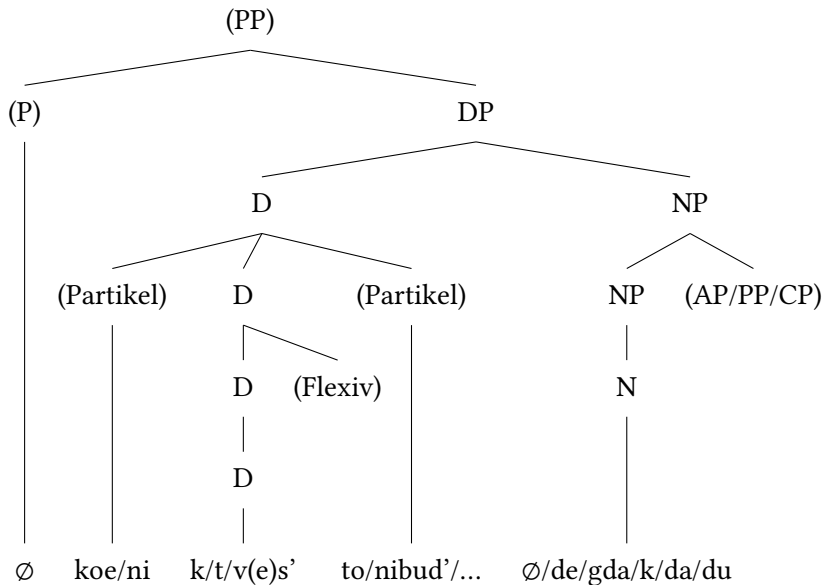 (PP)
(P) DP
D NP
(Partikel) D (Partikel) NP (AP/PP/CP)
D (Flexiv) N
D
∅ koe/ni k/t/v(e)s’ to/nibud’/… ∅/de/gda/k/da/du